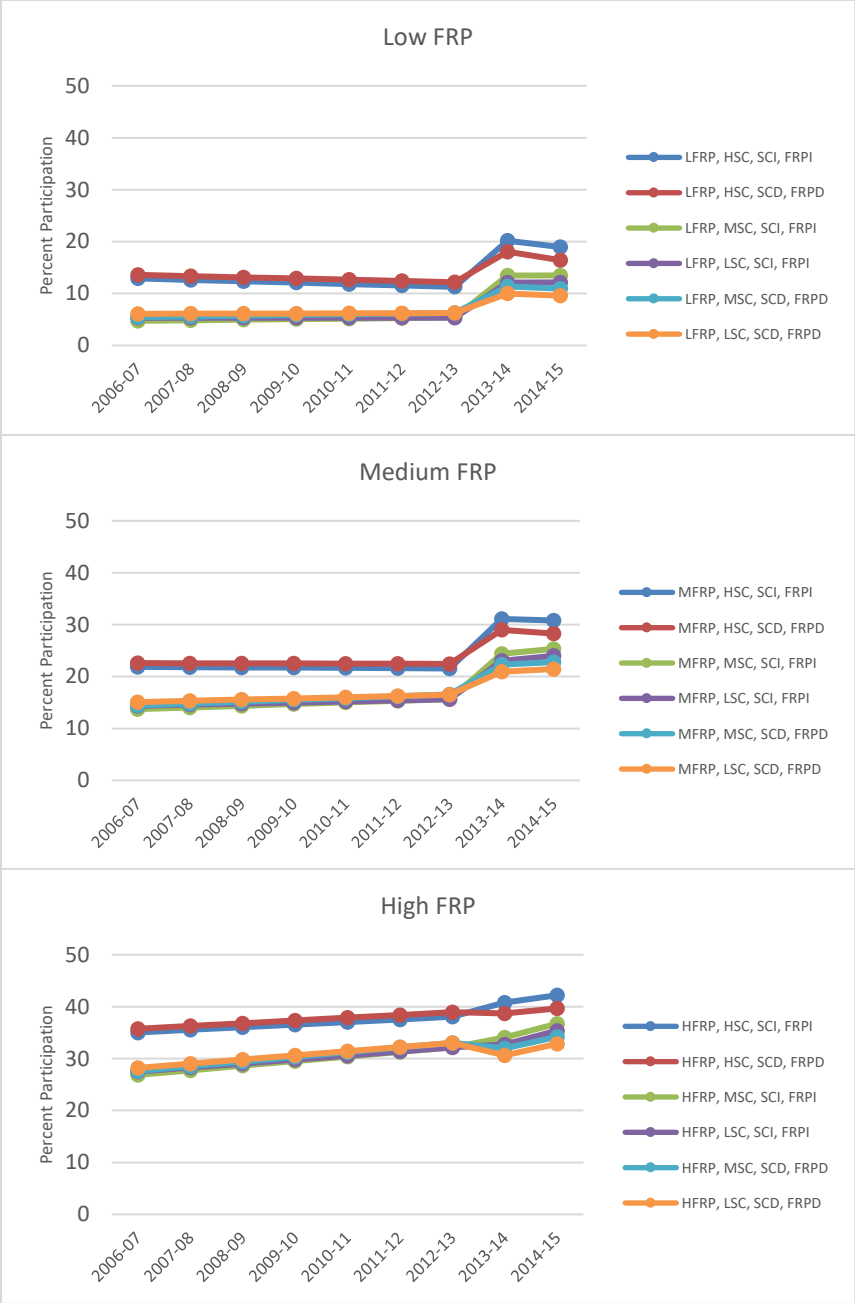 Low FRP
50
40
30
20
10
0
Percent Participation
2006-07
2007-08
2008-09
2009-10
2010-11
2011-12
2012-13
2013-14
2014-15
LFRP, HSC, SCI, FRPI
LFRP, HSC, SCD, FRPD
LFRP, MSC, SCI, FRPI
LFRP, LSC, SCI, FRPI
LFRP, MSC, SCD, FRPD
LFRP, LSC, SCD, FRPD
Medium FRP
50
40
30
20
10
0
Percent Participation
2006-07
2007-08
2008-09
2009-10
2010-11
2011-12
2012-13
2013-14
2014-15
MFRP, HSC, SCI, FRPI
MFRP, HSC, SCD, FRPD
MFRP, MSC, SCI, FRPI
MFRP, LSC, SCI, FRPI
MFRP, MSC, SCD, FRPD
MFRP, LSC, SCD, FRPD
High FRP
50
40
30
20
10
0
Percent Participation
2006-07
2007-08
2008-09
2009-10
2010-11
2011-12
2012-13
2013-14
2014-15
HFRP, HSC, SCI, FRPI
HFRP, HSC, SCD, FRPD
HFRP, MSC, SCI, FRPI
HFRP, LSC, SCI, FRPI
HFRP, MSC, SCD, FRPD
HFRP, LSC, SCD, FRPD